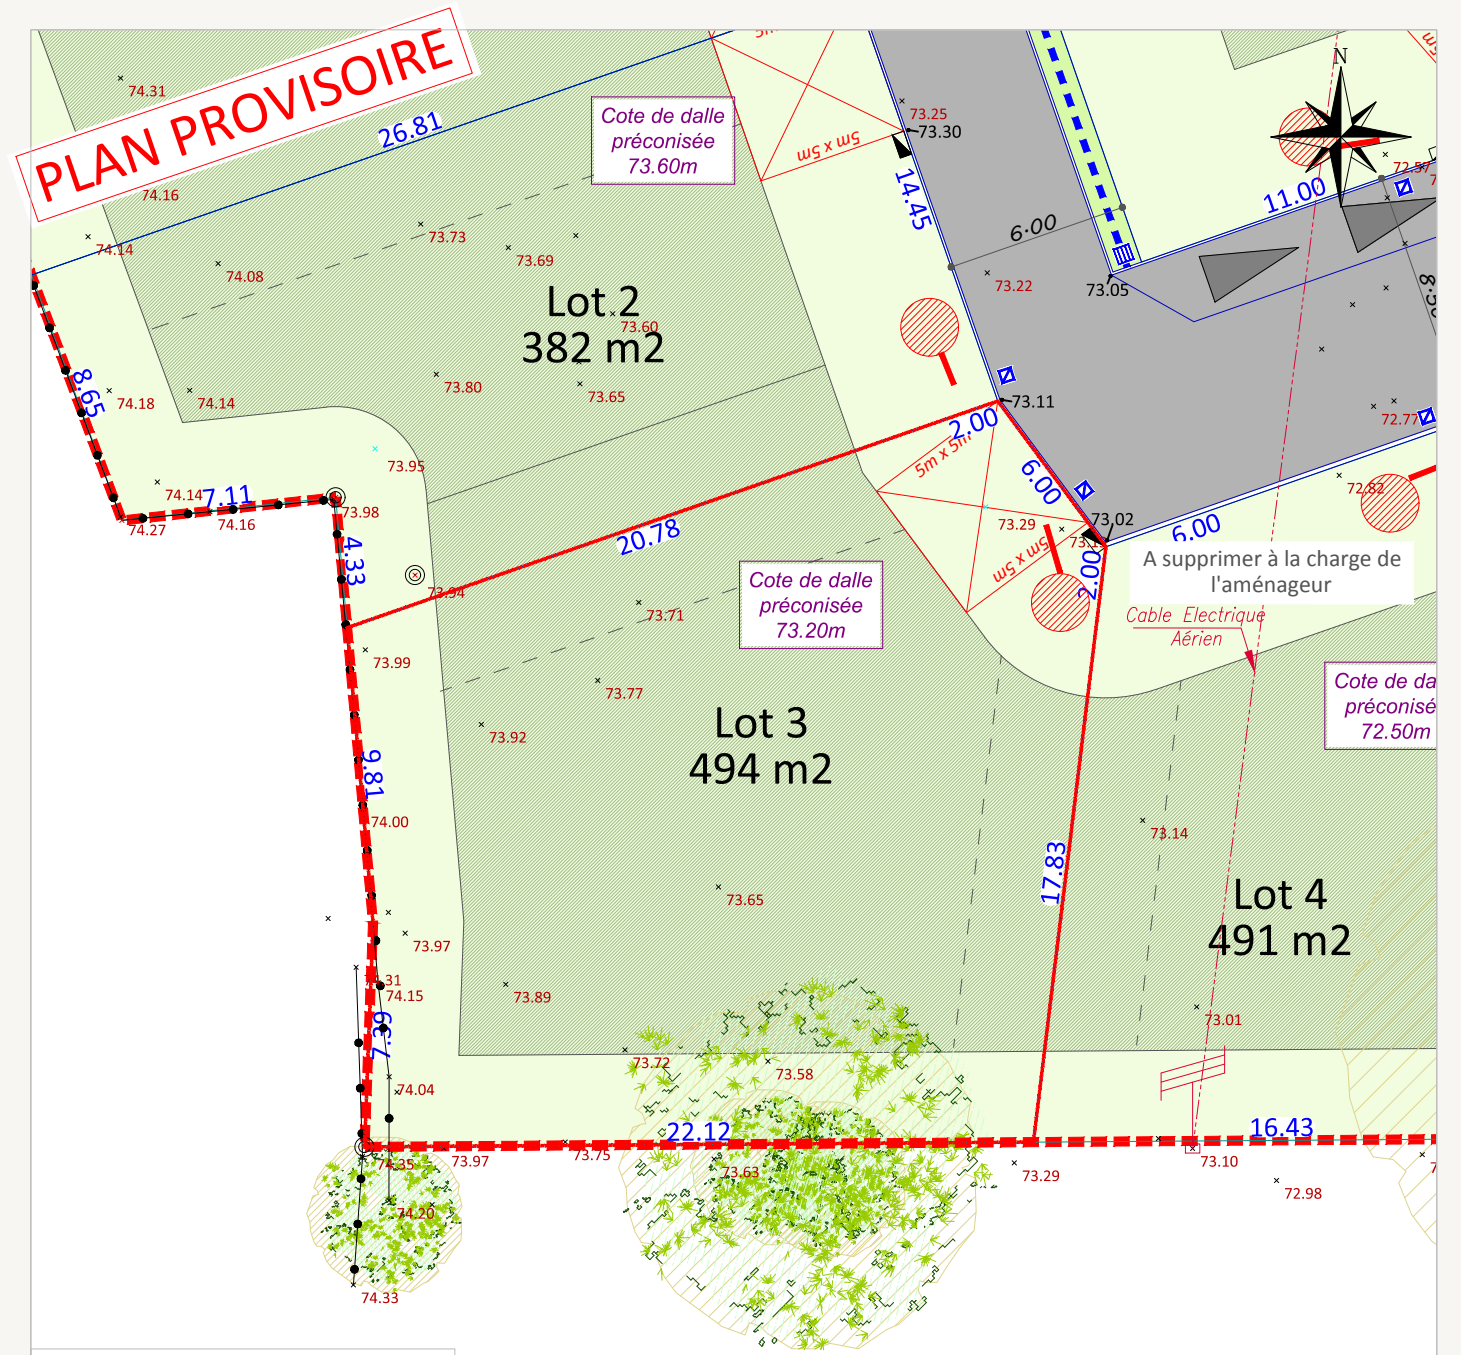 PLAN PROVISOIRE
N
74.31
26.81
Cote de dalle
préconisée
73.60m
5m x 5m
73.25
73.30
14.45
6.00
11.00
72.57
74.16
74.14
74.08
73.73
73.69
73.22
73.05
Lot 2
382 m2
73.60
73.80
73.65
8.65
74.18
74.14
73.95
73.11
2.00
72.77
5m x 5m
6.00
72.82
74.14
7.11
74.27
74.16
73.98
4.33
20.78
73.29
73.02
6.00
5m x 5m
2.00
A supprimer à la charge de
l'aménageur
Cable Electrique
Aérien
Cote de dalle
préconisée
73.20m
73.94
73.71
73.99
73.77
73.92
Lot 3
494 m2
Cote de da
préconisé
72.50m
9.81
74.00
73.14
17.83
73.65
Lot 4
491 m2
73.97
74.15
73.89
73.01
7.39
73.72
73.58
74.04
22.12
16.43
74.35
73.97
73.75
73.63
73.29
73.10
72.98
74.20
74.33